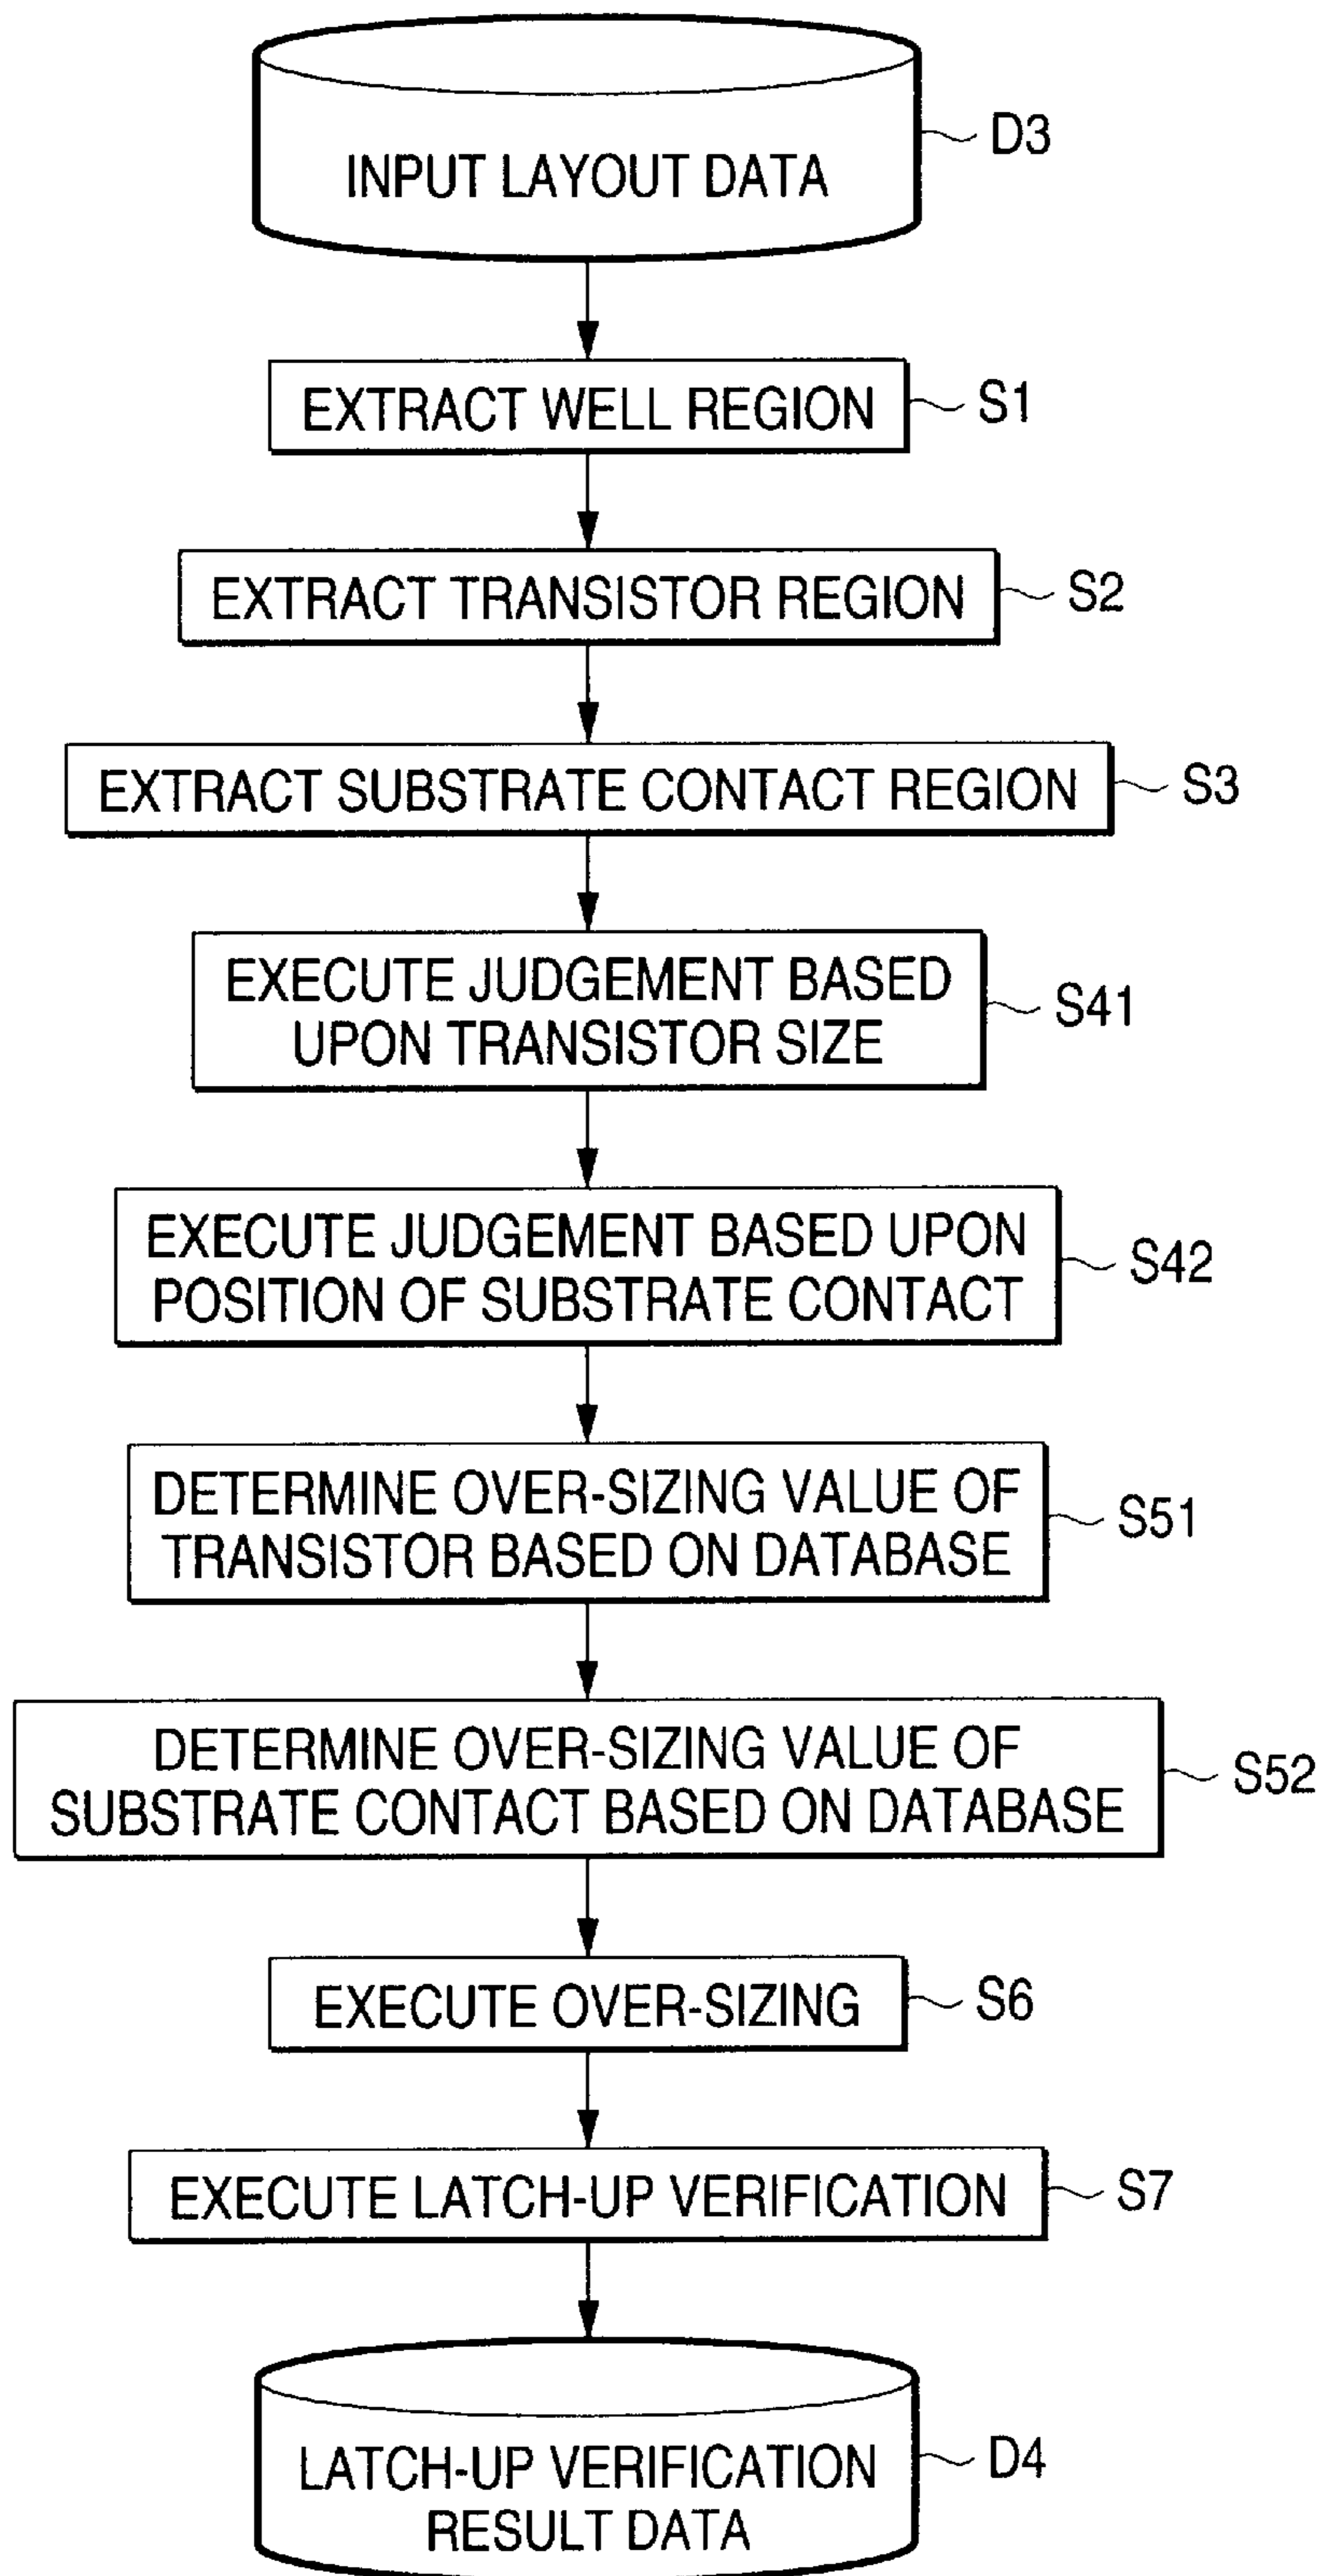 INPUT LAYOUT DATA
D3
EXTRACT WELL REGION
S1
EXTRACT TRANSISTOR REGION
S2
EXTRACT SUBSTRATE CONTACT REGION
S3
EXECUTE JUDGEMENT BASED
UPON TRANSISTOR SIZE
S41
EXECUTE JUDGEMENT BASED UPON
POSITION OF SUBSTRATE CONTACT
S42
DETERMINE OVER-SIZING VALUE OF
TRANSISTOR BASED ON DATABASE
S51
DETERMINE OVER-SIZING VALUE OF
SUBSTRATE CONTACT BASED ON DATABASE
S52
EXECUTE OVER-SIZING
S6
EXECUTE LATCH-UP VERIFICATION
S7
LATCH-UP VERIFICATION
RESULT DATA
D4